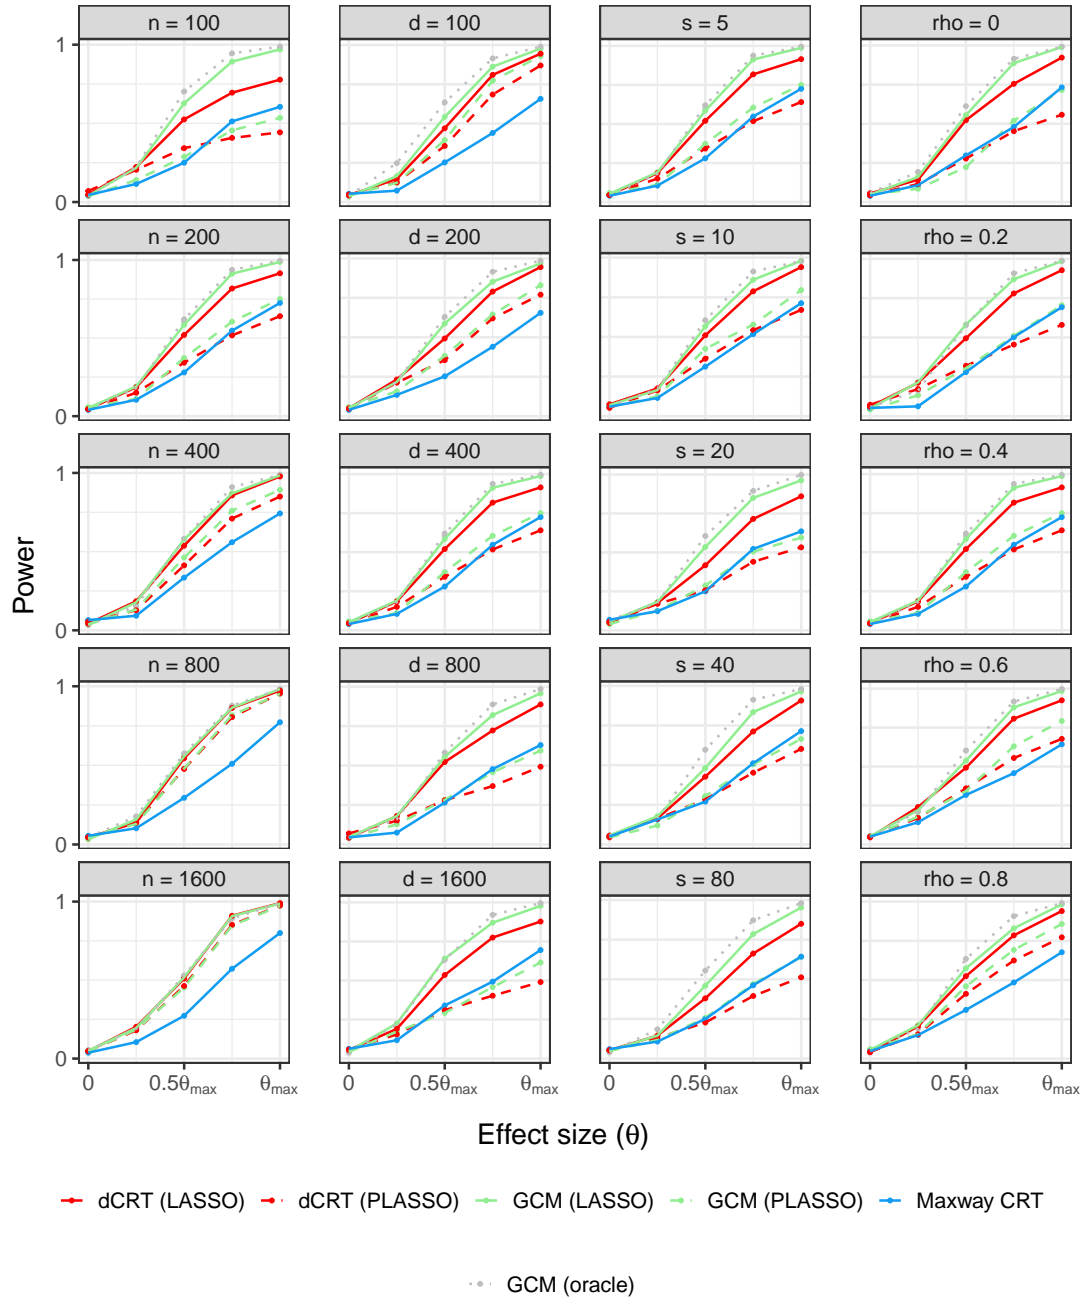 n = 100
d = 100
s = 5
rho = 0
1
0
n = 200
d = 200
s = 10
rho = 0.2
1
0
n = 400
d = 400
s = 20
rho = 0.4
1
0
n = 800
d = 800
s = 40
rho = 0.6
1
0
n = 1600
d = 1600
s = 80
rho = 0.8
1
0
Power
0 0.5θmax θmax
0 0.5θmax θmax
0 0.5θmax θmax
0 0.5θmax θmax
Effect size (θ)
dCRT (LASSO) dCRT (PLASSO) GCM (LASSO) GCM (PLASSO) Maxway CRT
GCM (oracle)